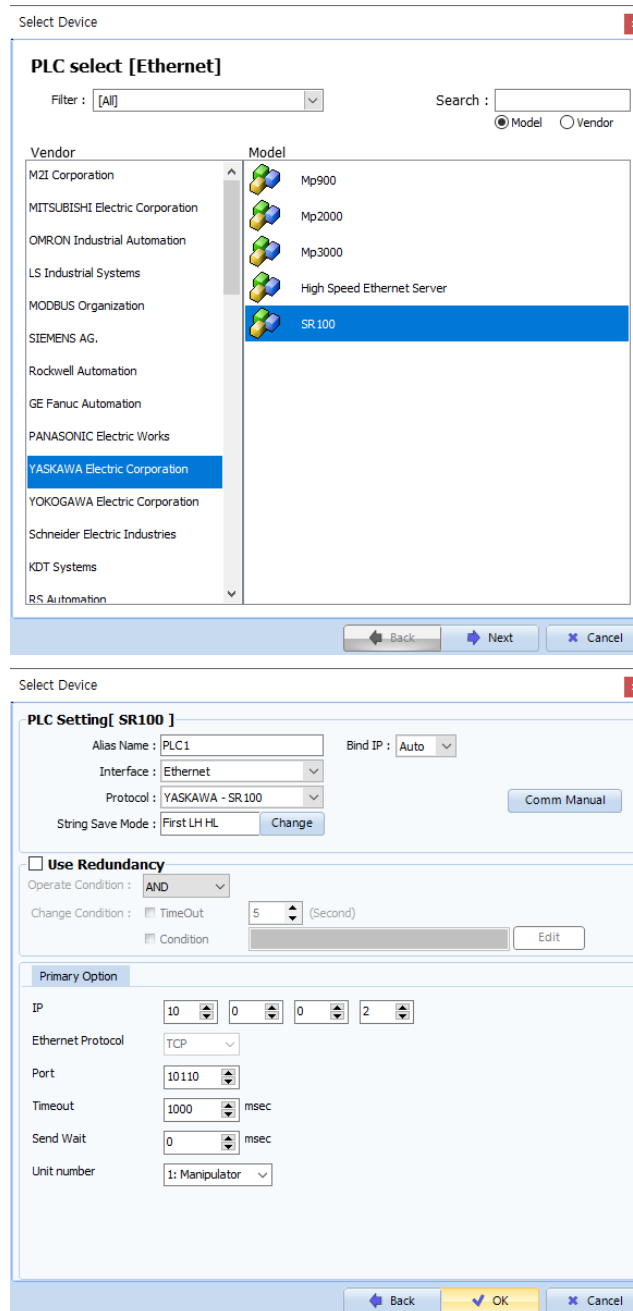 Select Device
PLC select [Ethernet]
Filter : [All] Search :
Model Vendor
Vendor Model
M2I Corporation
MITSUBISHI Electric Corporation
OMRON Industrial Automation
LS Industrial Systems
MODBUS Organization
SIEMENS AG.
Rockwell Automation
GE Fanuc Automation
PANASONIC Electric Works
YASKAWA Electric Corporation
YOKOGAWA Electric Corporation
Schneider Electric Industries
KDT Systems
RS Automation
Mp900
Mp2000
Mp3000
High Speed Ethernet Server
SR100
Back Next Cancel
Select Device
PLC Setting[ SR100 ]
Alias Name : PLC1 Bind IP : Auto
Interface : Ethernet
Protocol : YASKAWA - SR100 Comm Manual
String Save Mode : First LH HL Change
Use Redundancy
Operate Condition : AND
Change Condition : TimeOut 5 (Second)
Condition Edit
Primary Option
IP 10 0 0 2
Ethernet Protocol TCP
Port 10110
Timeout 1000 msec
Send Wait 0 msec
Unit number 1: Manipulator
Back OK Cancel